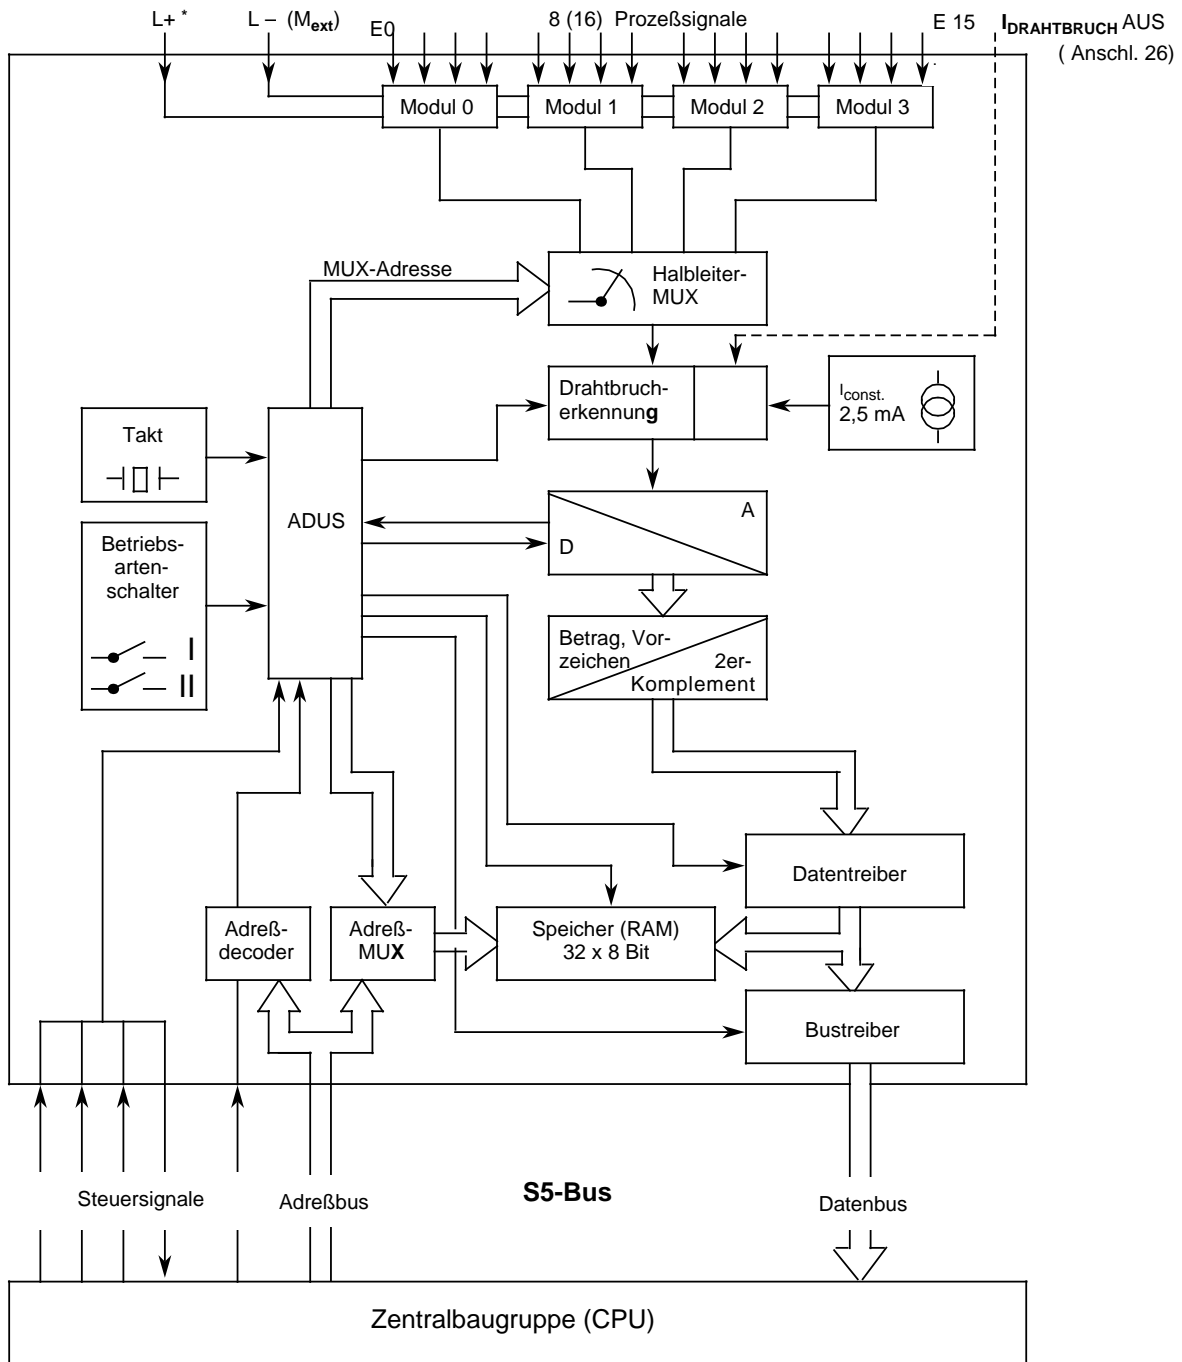 L+ *
L – (Mext)
E0
8 (16) Prozeßsignale
E 15
IDRAHTBRUCH AUS
( Anschl. 26)
Modul 0
Modul 1
Modul 2
Modul 3
MUX-Adresse
Halbleiter-
MUX
Drahtbruch-
erkennung
Iconst.
2,5 mA
Takt
ADUS
A
D
Betriebs-
arten-
schalter
I
II
Betrag, Vor-
zeichen
2er-
Komplement
Datentreiber
Adreß-
decoder
Adreß-
MUX
Speicher (RAM)
32 x 8 Bit
Bustreiber
Steuersignale
Adreßbus
S5-Bus
Datenbus
Zentralbaugruppe (CPU)